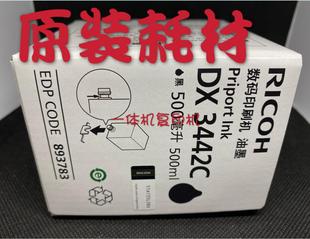 原装耗材
一体机复印机
RICOH
数码印刷机 油墨
Priport Ink
DX 3442C
黑 500毫升 500ml
EDP CODE 893783